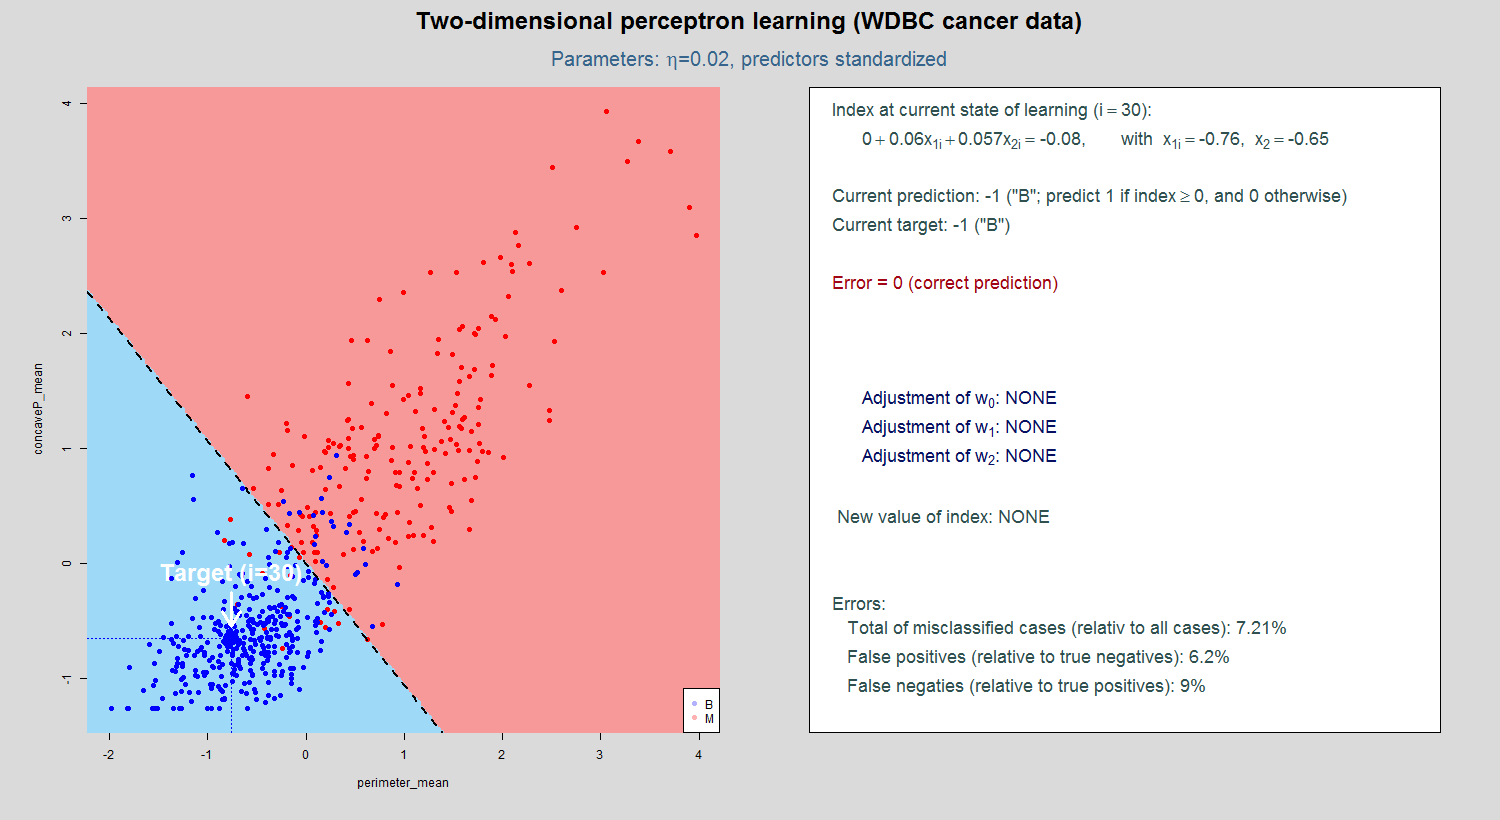 Two-dimensional perceptron learning (WDBC cancer data)
Parameters: η=0.02, predictors standardized
4
3
2
1
0
-1
concaveP_mean
Target (i=30)
B
M
-2 -1 0 1 2 3 4
perimeter_mean
Index at current state of learning (i = 30):
0 + 0.06x1i + 0.057x2i = -0.08, with x1i = -0.76, x2 = -0.65
Current prediction: -1 ("B"; predict 1 if index ≥ 0, and 0 otherwise)
Current target: -1 ("B")
Error = 0 (correct prediction)
Adjustment of w0: NONE
Adjustment of w1: NONE
Adjustment of w2: NONE
New value of index: NONE
Errors:
Total of misclassified cases (relativ to all cases): 7.21%
False positives (relative to true negatives): 6.2%
False negaties (relative to true positives): 9%